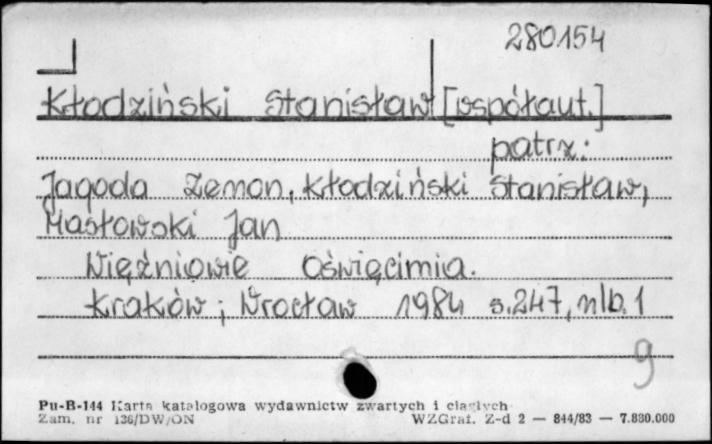 280154
Kłodziński Stanisław [współaut.]
patrz:
Jagoda Zenon, Kłodziński Stanisław,
Masłowski Jan
Więźniowie Oświęcimia.
Kraków; Wrocław 1984 s.247, nlb. 1
9
Pu-B-144 Karta katalogowa wydawnictw zwartych i ciągłych
Zam. nr 136/DW/ON WZGraf. Z-d 2 — 844/83 — 7.830.000